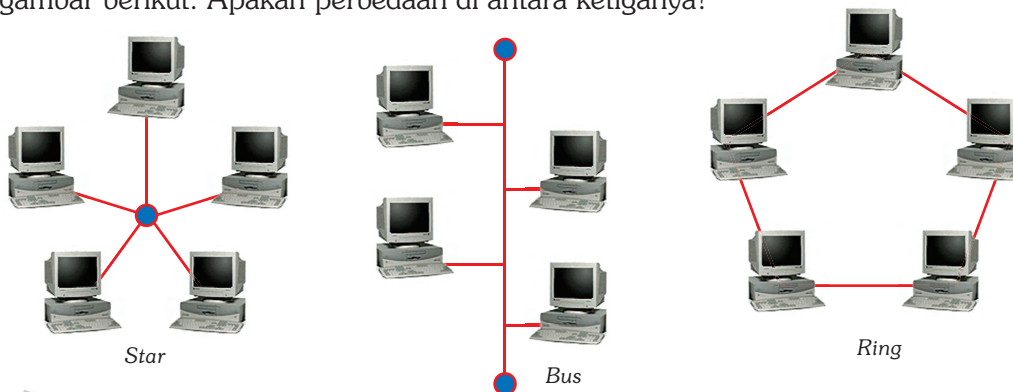 gambar berikut. Apakah perbedaan di antara ketiganya?
Star
Bus
Ring